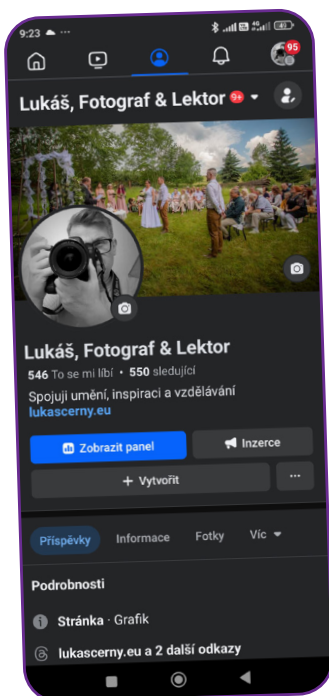 9:23
95
Lukáš, Fotograf & Lektor 9+
Lukáš, Fotograf & Lektor
546 To se mi líbí • 550 sledující
Spojuji umění, inspiraci a vzdělávání
lukascerny.eu
Zobrazit panel
Inzerce
+ Vytvořit
Příspěvky
Informace
Fotky
Víc
Podrobnosti
Stránka · Grafik
lukascerny.eu a 2 další odkazy